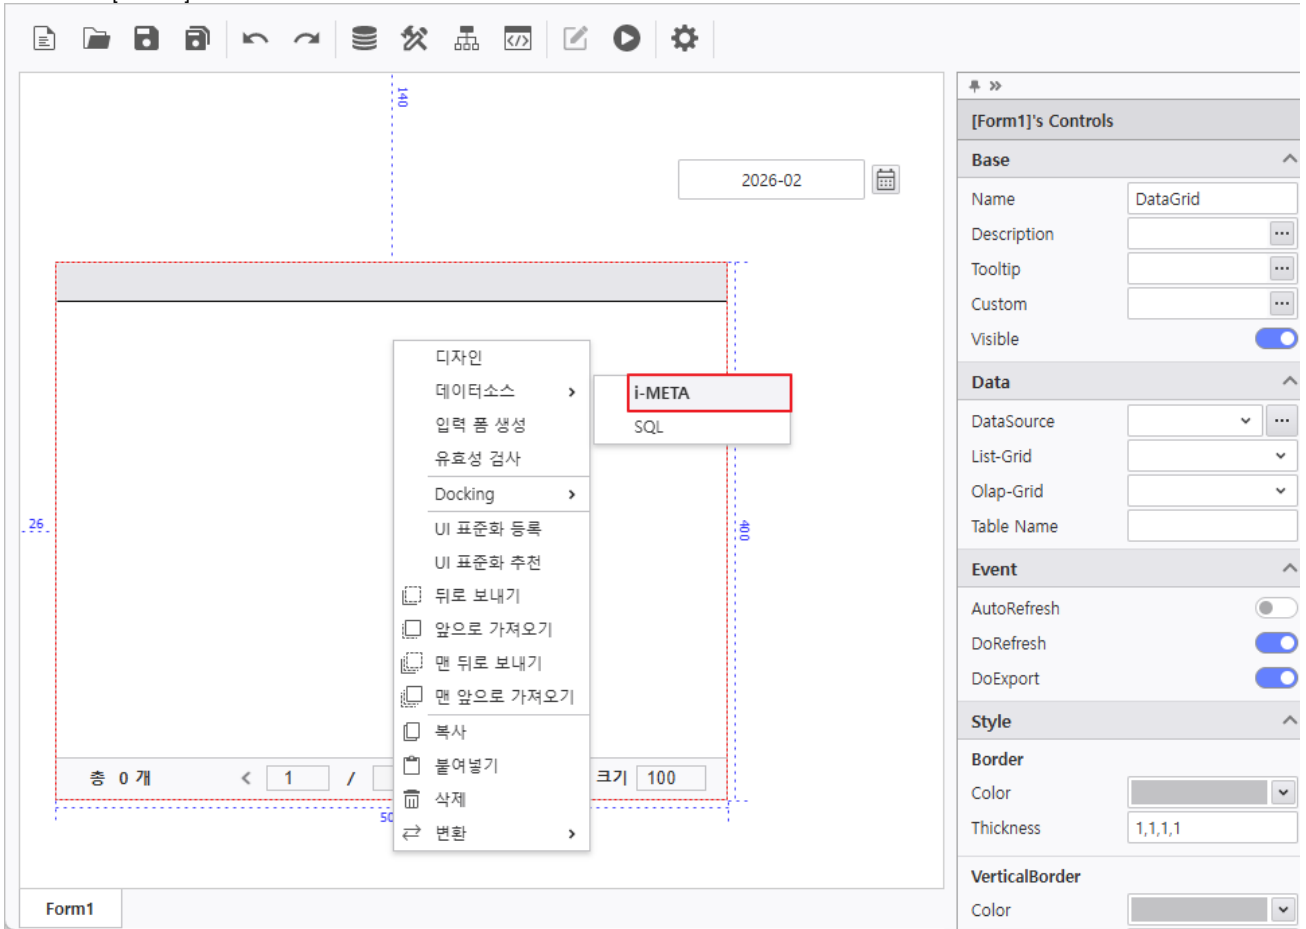 140
2026-02
디자인
데이터소스
i-META
입력 폼 생성
SQL
유효성 검사
Docking
UI 표준화 등록
UI 표준화 추천
뒤로 보내기
앞으로 가져오기
맨 뒤로 보내기
맨 앞으로 가져오기
복사
붙여넣기
삭제
변환
26
400
총 0 개
1 /
크기 100
50
Form1
[Form1]'s Controls
Base
Name DataGrid
Description ...
Tooltip ...
Custom ...
Visible
Data
DataSource ...
List-Grid
Olap-Grid
Table Name
Event
AutoRefresh
DoRefresh
DoExport
Style
Border
Color
Thickness 1,1,1,1
VerticalBorder
Color